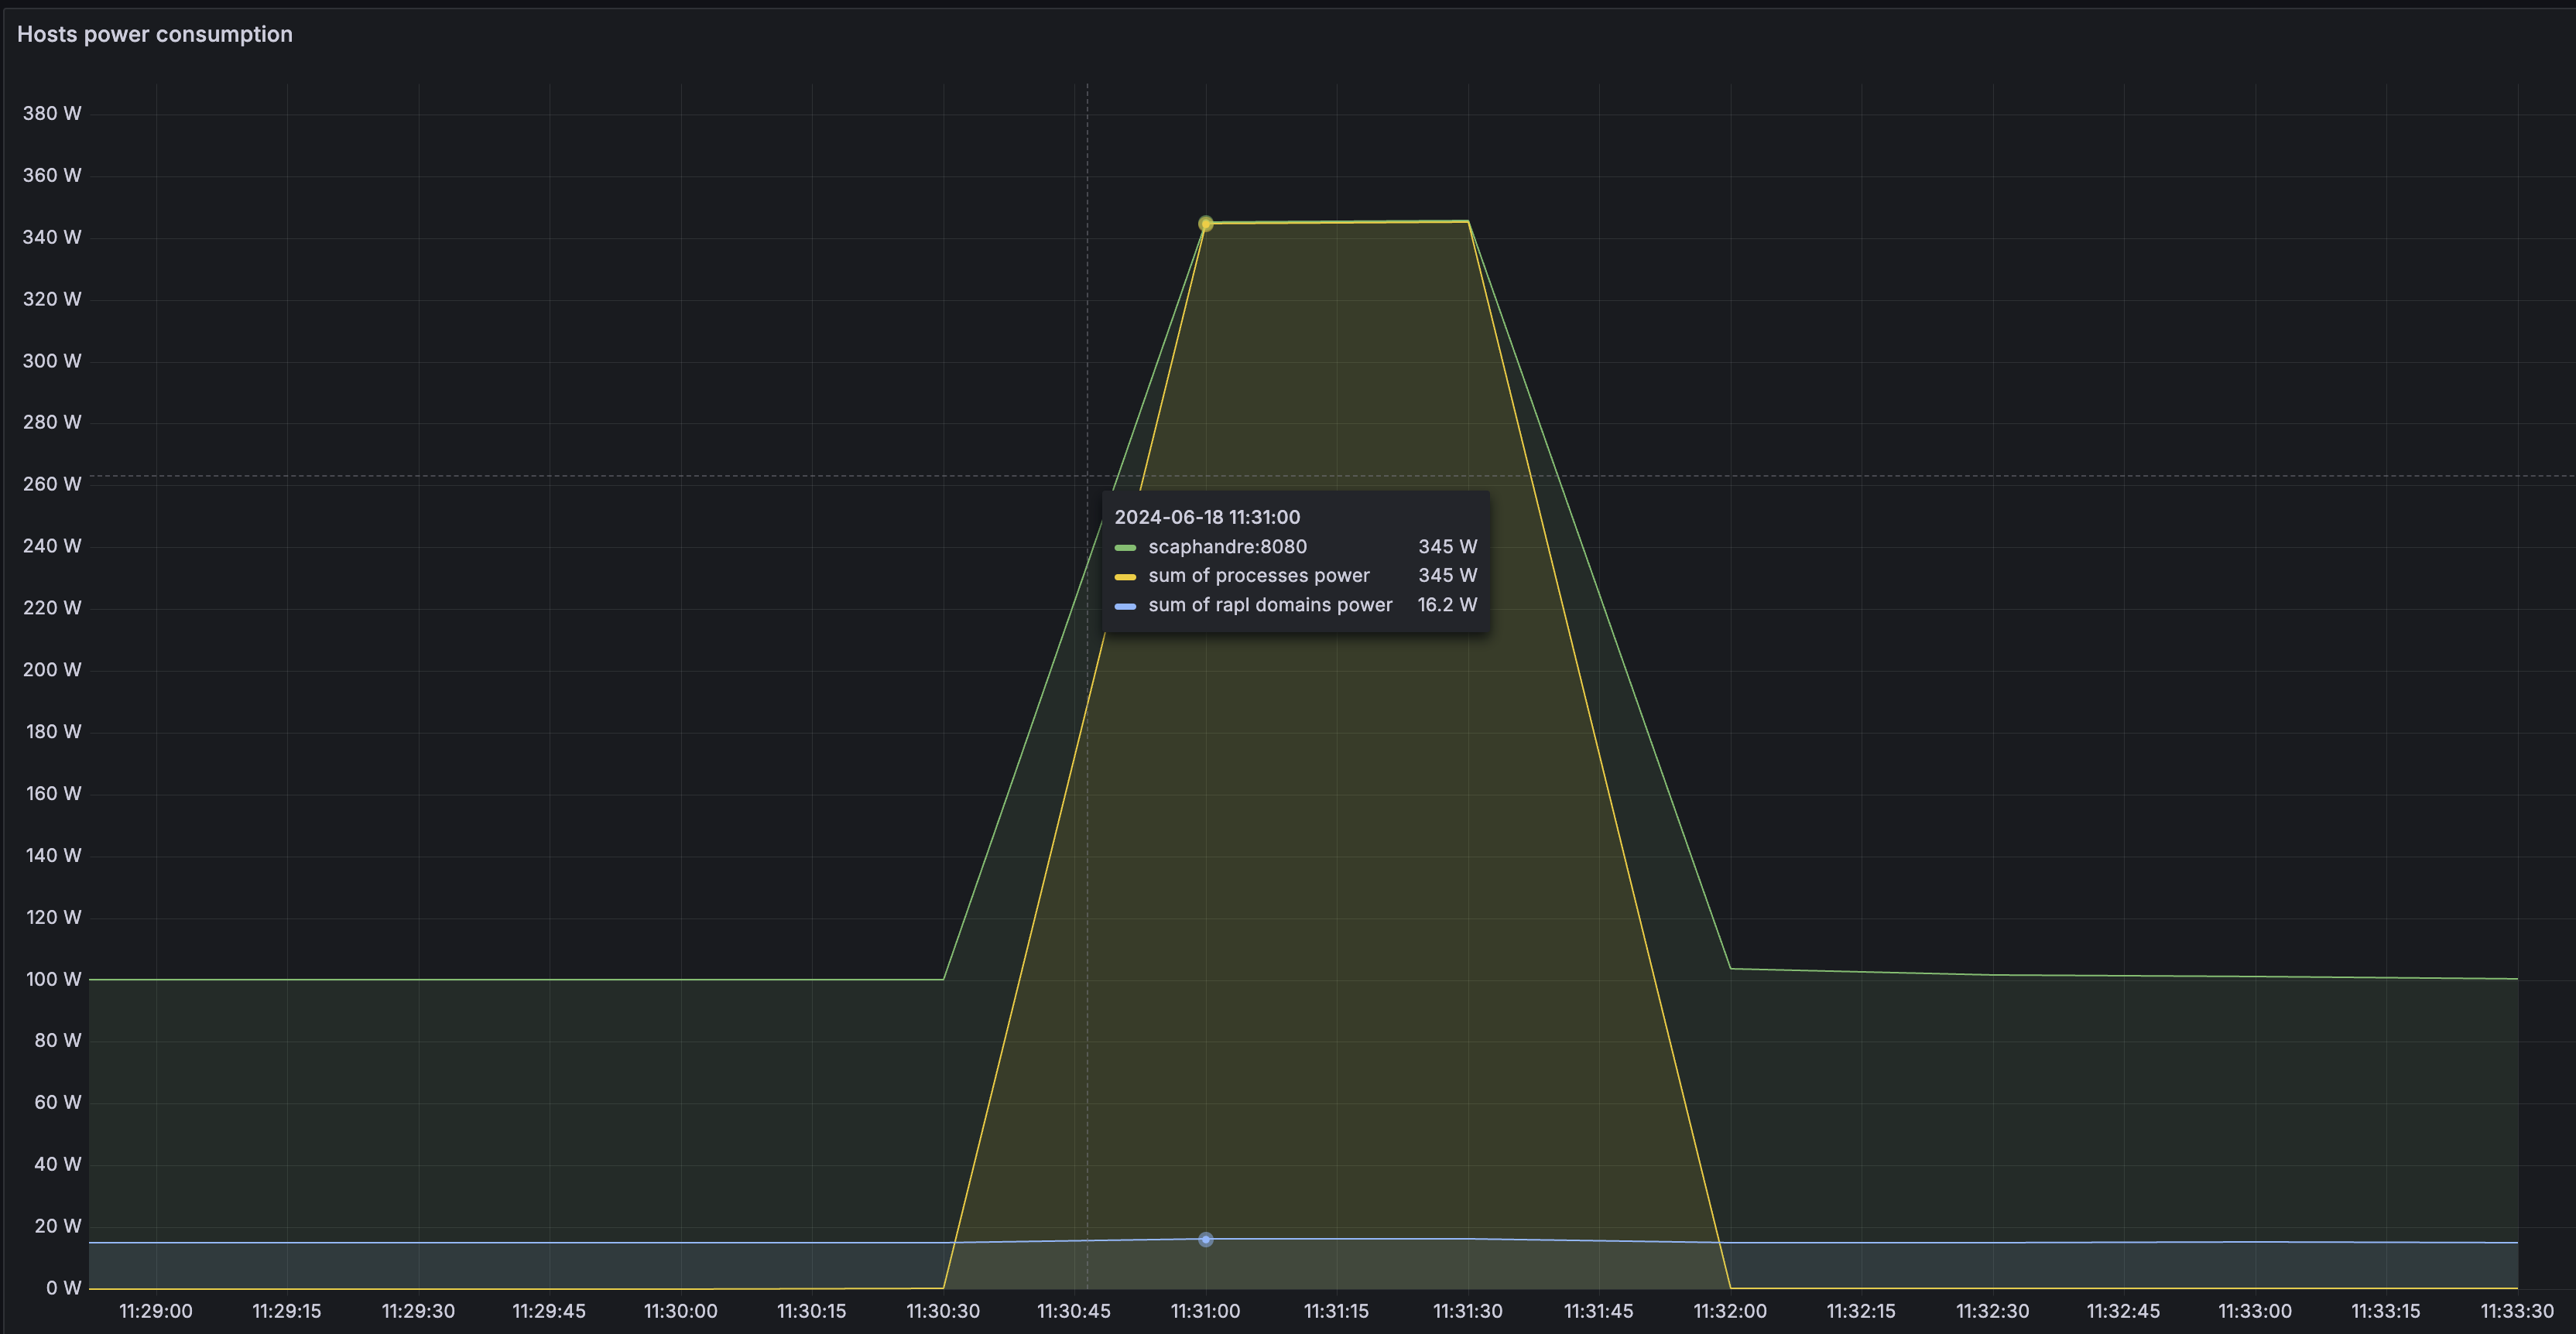 Hosts power consumption
380 W
360 W
340 W
320 W
300 W
280 W
260 W
240 W
220 W
200 W
180 W
160 W
140 W
120 W
100 W
80 W
60 W
40 W
20 W
0 W
2024-06-18 11:31:00
scaphandre:8080 345 W
sum of processes power 345 W
sum of rapl domains power 16.2 W
11:29:00 11:29:15 11:29:30 11:29:45 11:30:00 11:30:15 11:30:30 11:30:45 11:31:00 11:31:15 11:31:30 11:31:45 11:32:00 11:32:15 11:32:30 11:32:45 11:33:00 11:33:15 11:33:30